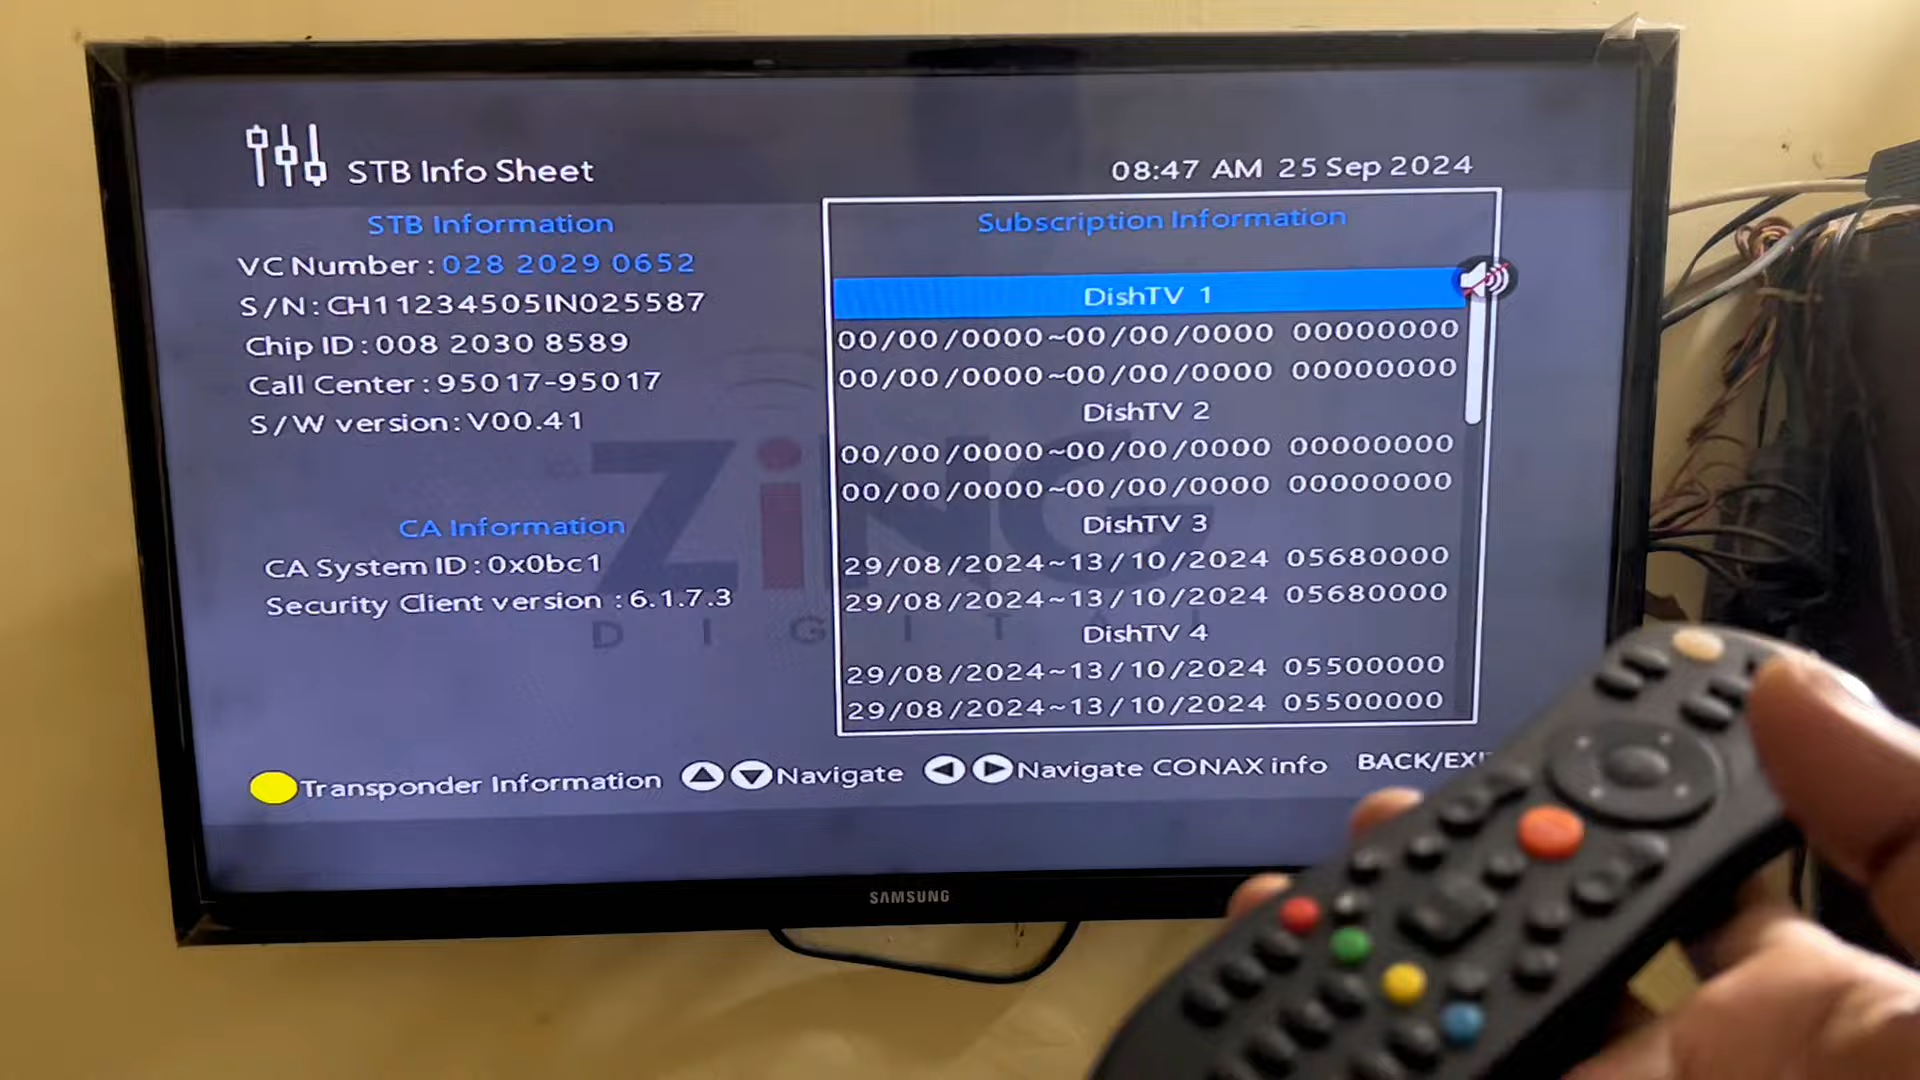 STB Info Sheet
08:47 AM 25 Sep 2024
STB Information
VC Number : 028 2029 0652
S/N : CH11234505IN025587
Chip ID : 008 2030 8589
Call Center : 95017-95017
S/W version : V00.41
CA Information
CA System ID : 0x0bc1
Security Client version : 6.1.7.3
Subscription Information
DishTV 1
00/00/0000~00/00/0000 00000000
00/00/0000~00/00/0000 00000000
DishTV 2
00/00/0000~00/00/0000 00000000
00/00/0000~00/00/0000 00000000
DishTV 3
29/08/2024~13/10/2024 05680000
29/08/2024~13/10/2024 05680000
DishTV 4
29/08/2024~13/10/2024 05500000
29/08/2024~13/10/2024 05500000
ZiNG
DIGITAL
Transponder Information Navigate Navigate CONAX info BACK/EXI
SAMSUNG